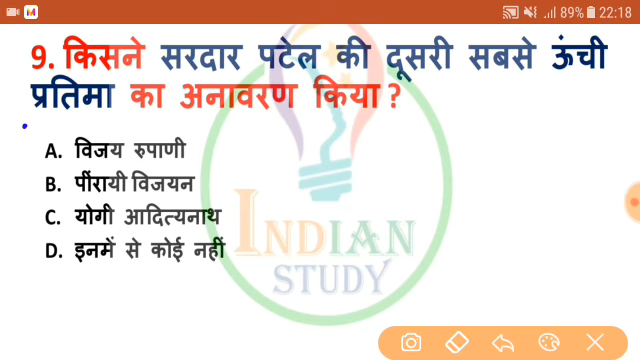 89% 22:18
9. किसने सरदार पटेल की दूसरी सबसे ऊंची
प्रतिमा का अनावरण किया ?
A. विजय रुपाणी
B. पींरायी विजयन
C. योगी आदित्यनाथ
D. इनमें से कोई नहीं
INDIAN
STUDY